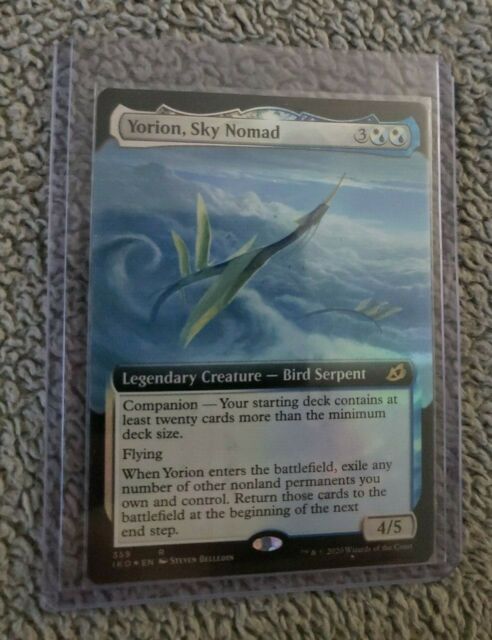 Yorion, Sky Nomad 3
Legendary Creature — Bird Serpent
Companion — Your starting deck contains at
least twenty cards more than the minimum
deck size.
Flying
When Yorion enters the battlefield, exile any
number of other nonland permanents you
own and control. Return those cards to the
battlefield at the beginning of the next
end step.
4/5
359 R
IKO ★ EN Steven Belledin
™ & © 2020 Wizards of the Coast